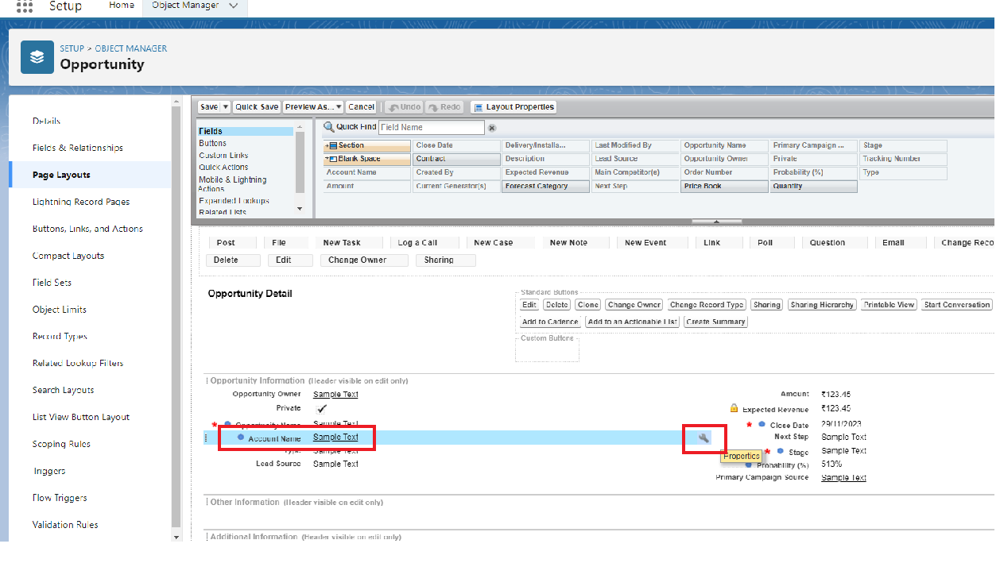 Setup Home Object Manager
SETUP > OBJECT MANAGER
Opportunity
Details
Fields & Relationships
Page Layouts
Lightning Record Pages
Buttons, Links, and Actions
Compact Layouts
Field Sets
Object Limits
Record Types
Related Lookup Filters
Search Layouts
List View Button Layout
Scoping Rules
Triggers
Flow Triggers
Validation Rules
Save Quick Save Preview As... Cancel Undo Redo Layout Properties
Fields
Buttons
Custom Links
Quick Actions
Mobile & Lightning
Actions
Expanded Lookups
Related Lists
Quick Find Field Name
Section Close Date Delivery/Installa... Last Modified By Opportunity Name Primary Campaign ... Stage
Blank Space Contract Description Lead Source Opportunity Owner Private Tracking Number
Account Name Created By Expected Revenue Main Competitor(s) Order Number Probability (%) Type
Amount Current Generator(s) Forecast Category Next Step Price Book Quantity
Post File New Task Log a Call New Case New Note New Event Link Poll Question Email Change Reco
Delete Edit Change Owner Sharing
Opportunity Detail
Standard Buttons
Edit Delete Clone Change Owner Change Record Type Sharing Sharing Hierarchy Printable View Start Conversation
Add to Cadence Add to an Actionable List Create Summary
Custom Buttons
Opportunity Information (Header visible on edit only)
Opportunity Owner Sample Text
Private
* Opportunity Name Sample Text
Account Name Sample Text
Type Sample Text
Lead Source Sample Text
Amount ₹123.45
Expected Revenue ₹123.45
* Close Date 29/11/2023
Next Step Sample Text
Properties
* Stage Sample Text
Probability (%) 513%
Primary Campaign Source Sample Text
Other Information (Header visible on edit only)
Additional Information (Header visible on edit only)